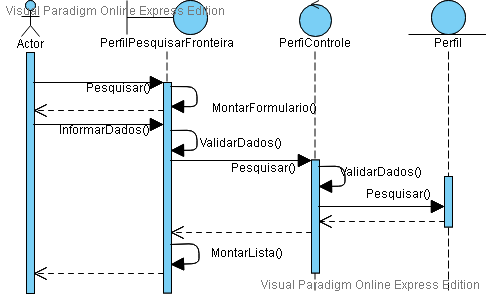 Visual Paradigm Online Express Edition
Actor
PerfilPesquisarFronteira
PerfiControle
Perfil
Pesquisar()
MontarFormulario()
InformarDados()
ValidarDados()
Pesquisar()
ValidarDados()
Pesquisar()
MontarLista()
Visual Paradigm Online Express Edition